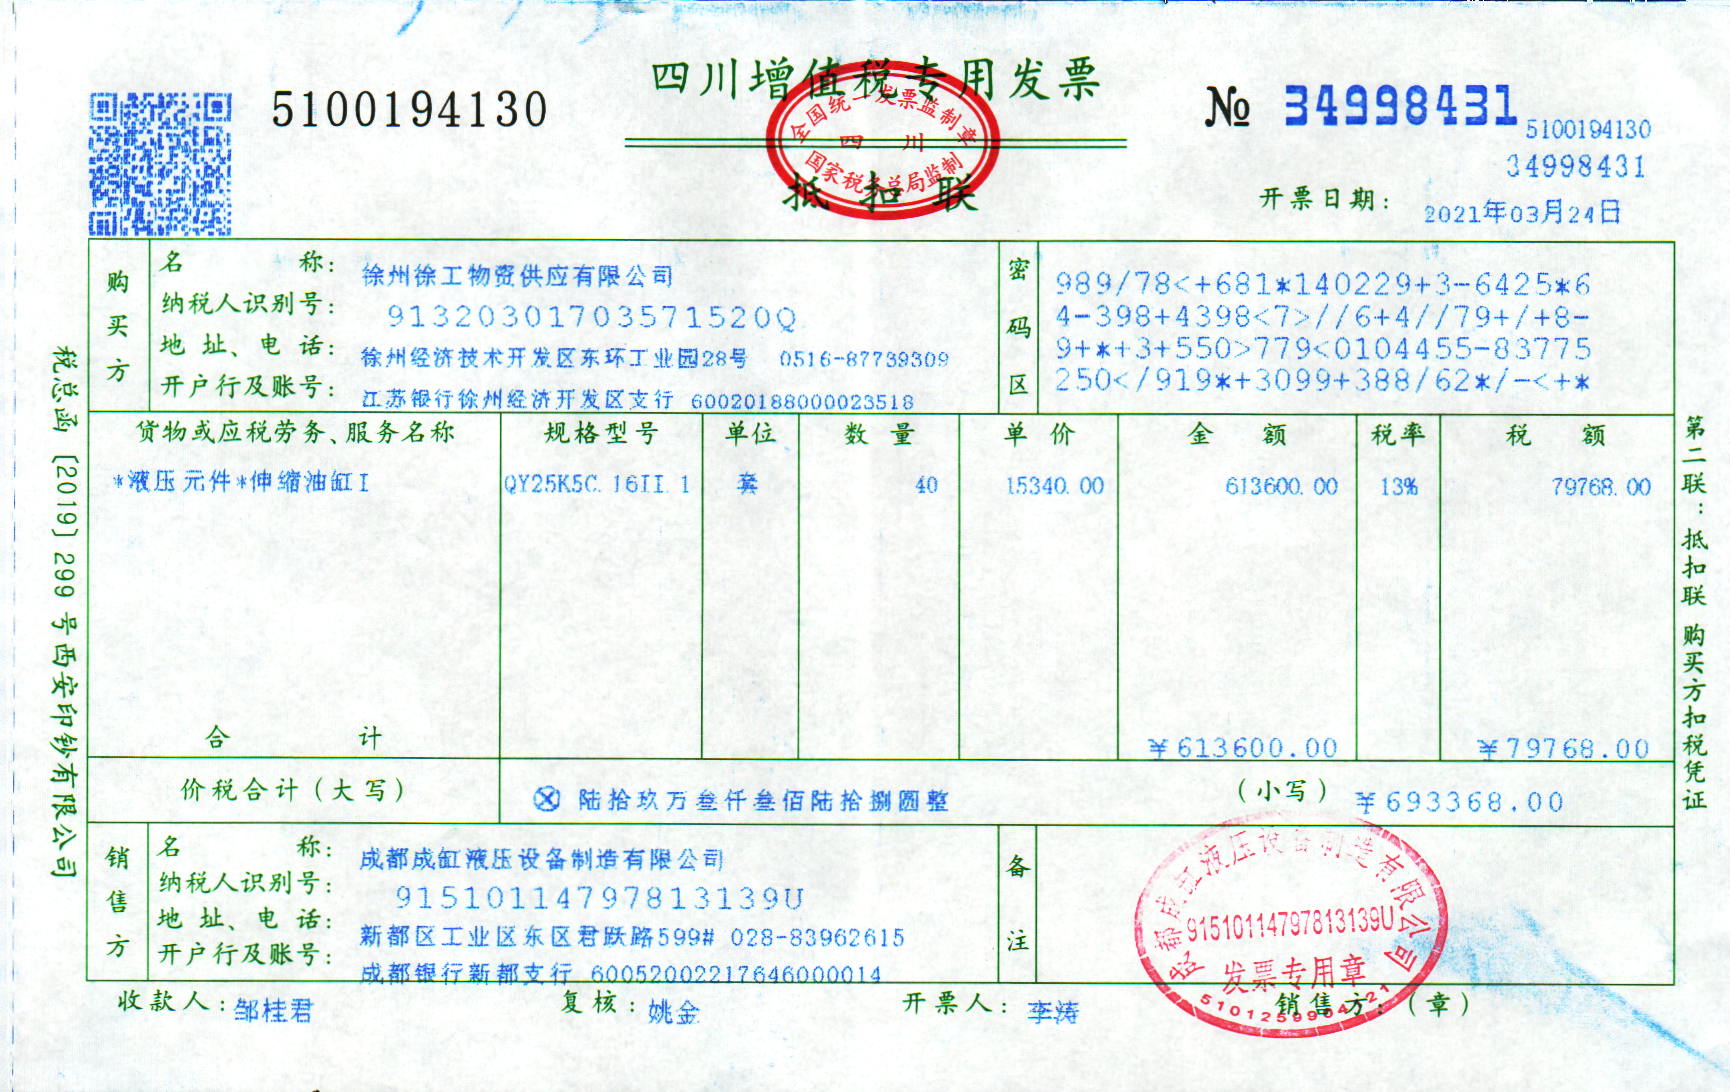 四川增值税专用发票
5100194130
全国统一发票监制章
四 川
国家税务总局监制
抵 扣 联
№ 34998431
5100194130
34998431
开票日期： 2021年03月24日
购买方
名 称： 徐州徐工物资供应有限公司
纳税人识别号： 91320301703571520Q
地 址、电 话： 徐州经济技术开发区东环工业园28号 0516-87739309
开户行及账号： 江苏银行徐州经济开发区支行 60020188000023518
密码区
989/78<+681*140229+3-6425*6
4-398+4398<7>//6+4//79+/+8-
9+*+3+550>779<0104455-83775
250</919*+3099+388/62*/-<+*
货物或应税劳务、服务名称 规格型号 单位 数 量 单 价 金 额 税率 税 额
*液压元件*伸缩油缸I QY25K5C.16II.1 套 40 15340.00 613600.00 13% 79768.00
合 计 ¥613600.00 ¥79768.00
价税合计（大写） ⊗ 陆拾玖万叁仟叁佰陆拾捌圆整 （小写） ¥693368.00
销售方
名 称： 成都成缸液压设备制造有限公司
纳税人识别号： 91510114797813139U
地 址、电 话： 新都区工业区东区君跃路599# 028-83962615
开户行及账号： 成都银行新都支行 60052002217646000014
备注
成都成缸液压设备制造有限公司
91510114797813139U
发票专用章
收款人：邹桂君 复核：姚金 开票人：李涛 销售方：（章）
税总函〔2019〕299号西安印钞有限公司
第二联：抵扣联 购买方扣税凭证